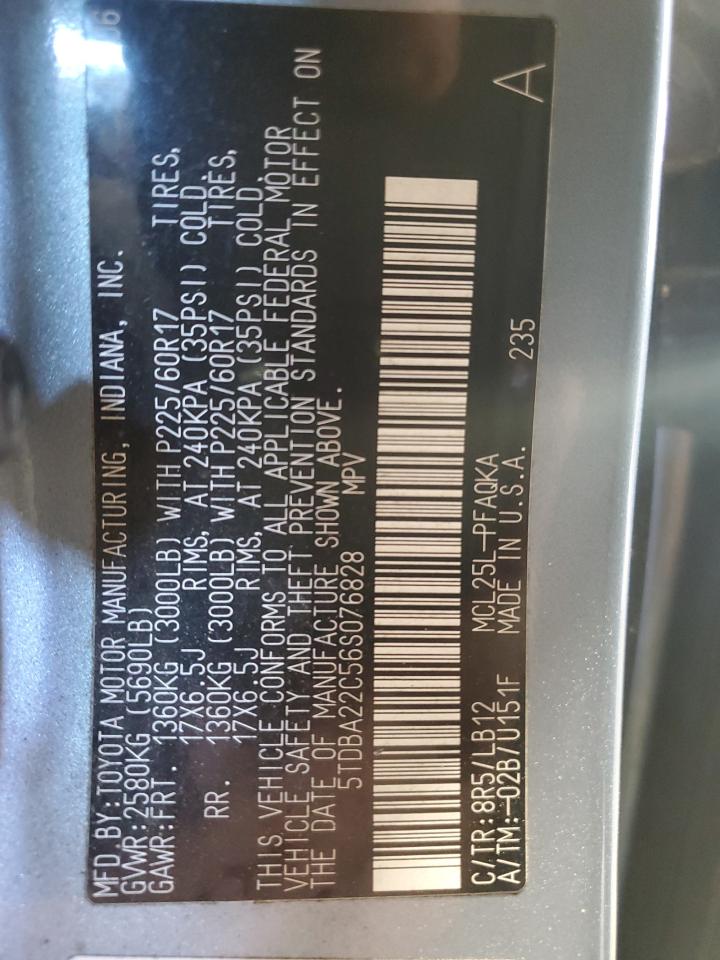 MFD.BY:TOYOTA MOTOR MANUFACTURING, INDIANA, INC. 06
GVWR:2580KG (5690LB)
GAWR:FRT. 1360KG (3000LB) WITH P225/60R17 TIRES,
17X6.5J RIMS, AT 240KPA (35PSI) COLD.
RR. 1360KG (3000LB) WITH P225/60R17 TIRES,
17X6.5J RIMS, AT 240KPA (35PSI) COLD.
THIS VEHICLE CONFORMS TO ALL APPLICABLE FEDERAL MOTOR
VEHICLE SAFETY AND THEFT PREVENTION STANDARDS IN EFFECT ON
THE DATE OF MANUFACTURE SHOWN ABOVE.
5TDBA22C56S076828 MPV
C/TR:8R5/LB12 MCL25L-PFAQKA
A/TM:-02B/U151F MADE IN U.S.A. 235 A